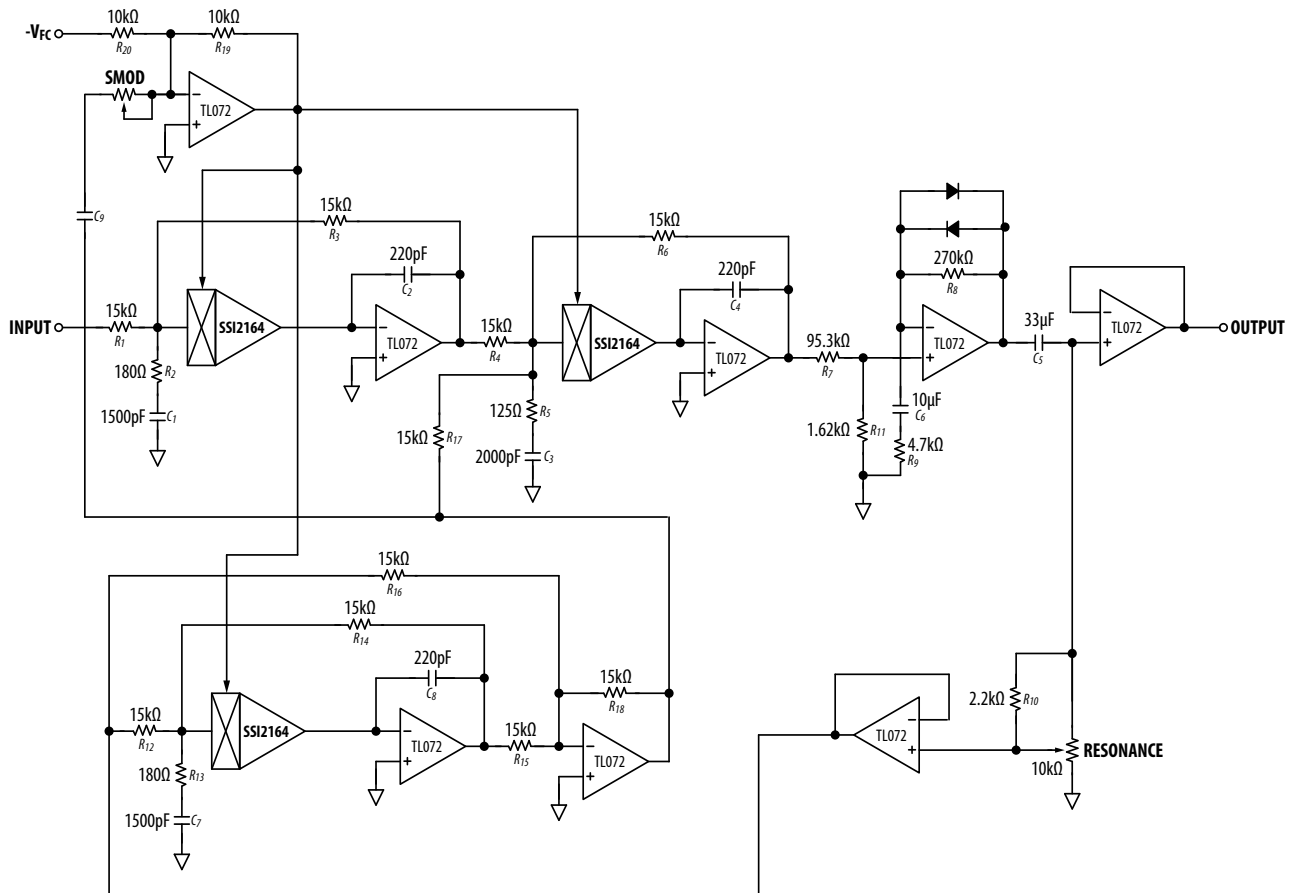 10kΩ
10kΩ
-VFC
R20
R19
SMOD
TL072
−
+
15kΩ
R3
15kΩ
R6
C9
220pF
C2
220pF
C4
270kΩ
R8
15kΩ
INPUT
R1
SSI2164
−
TL072
+
15kΩ
R4
SSI2164
−
TL072
+
95.3kΩ
R7
−
TL072
+
33µF
C5
−
TL072
+
OUTPUT
180Ω
R2
1500pF
C1
125Ω
R5
15kΩ
R17
2000pF
C3
1.62kΩ
R11
10µF
C6
4.7kΩ
R9
15kΩ
R16
15kΩ
R14
220pF
C8
15kΩ
R18
15kΩ
R12
SSI2164
−
TL072
+
15kΩ
R15
−
TL072
+
180Ω
R13
1500pF
C7
−
TL072
+
2.2kΩ
R10
RESONANCE
10kΩ